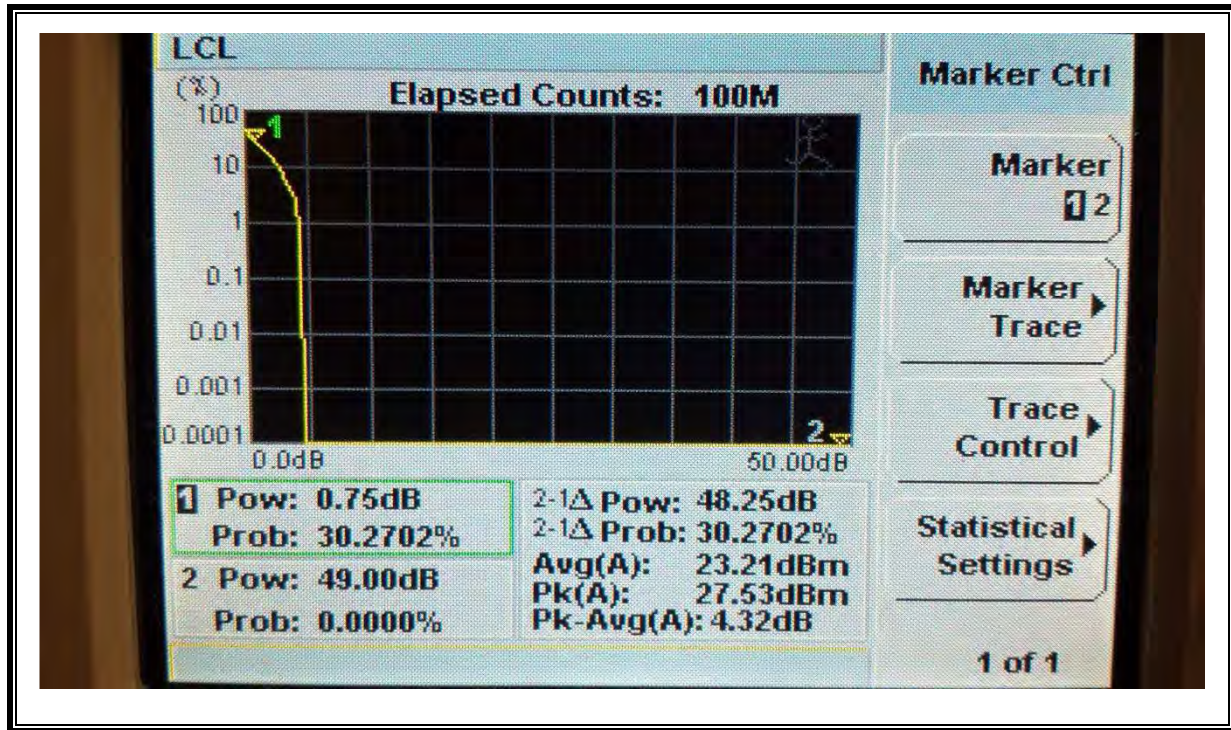 LCL
(%)
Elapsed Counts: 100M
100
10
1
0.1
0.01
0.001
0.0001
1
2
0.0dB
50.00dB
1 Pow: 0.75dB
Prob: 30.2702%
2 Pow: 49.00dB
Prob: 0.0000%
2-1Δ Pow: 48.25dB
2-1Δ Prob: 30.2702%
Avg(A): 23.21dBm
Pk(A): 27.53dBm
Pk-Avg(A): 4.32dB
Marker Ctrl
Marker
1 2
Marker
Trace
Trace
Control
Statistical
Settings
1 of 1